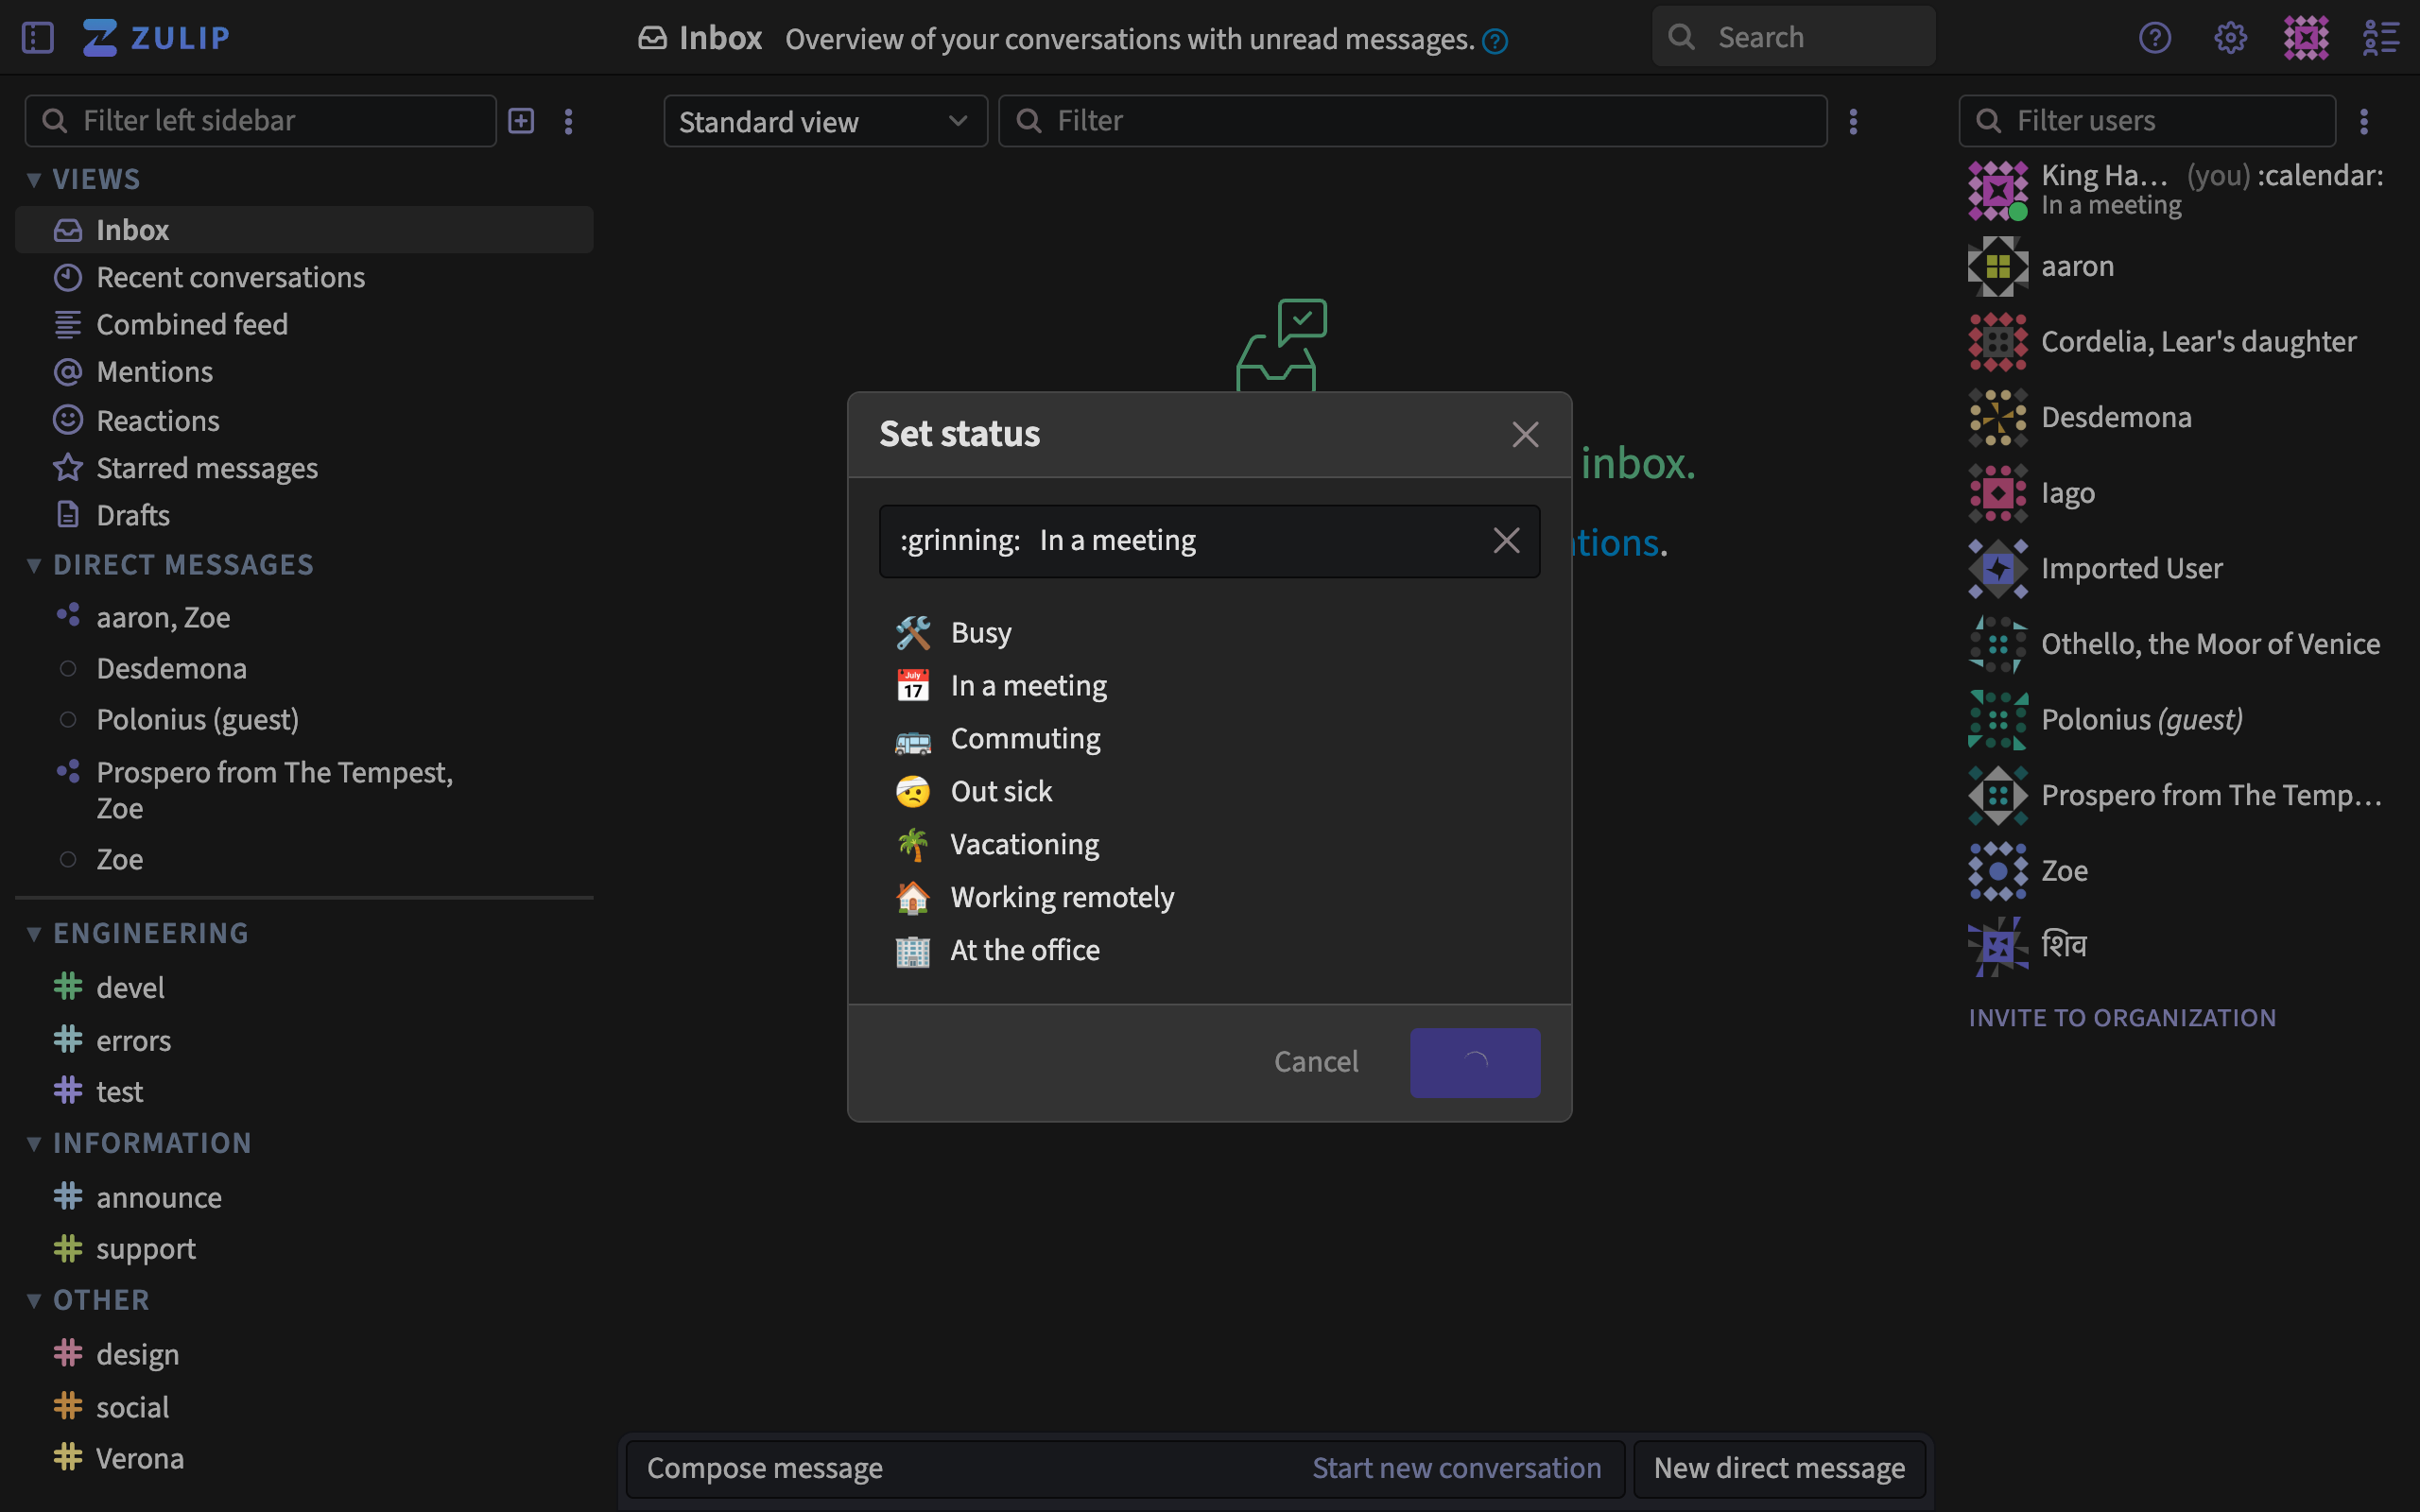 ZULIP
Inbox Overview of your conversations with unread messages.
Search
Filter left sidebar
VIEWS
Inbox
Recent conversations
Combined feed
Mentions
Reactions
Starred messages
Drafts
DIRECT MESSAGES
aaron, Zoe
Desdemona
Polonius (guest)
Prospero from The Tempest,
Zoe
Zoe
ENGINEERING
devel
errors
test
INFORMATION
announce
support
OTHER
design
social
Verona
Standard view
Filter
inbox.
Set status
:grinning: In a meeting
Busy
July
17
In a meeting
Commuting
Out sick
Vacationing
Working remotely
At the office
Cancel
Compose message
Start new conversation
New direct message
Filter users
King Ha… (you) :calendar:
In a meeting
aaron
Cordelia, Lear's daughter
Desdemona
Iago
Imported User
Othello, the Moor of Venice
Polonius (guest)
Prospero from The Temp…
Zoe
शिव
INVITE TO ORGANIZATION